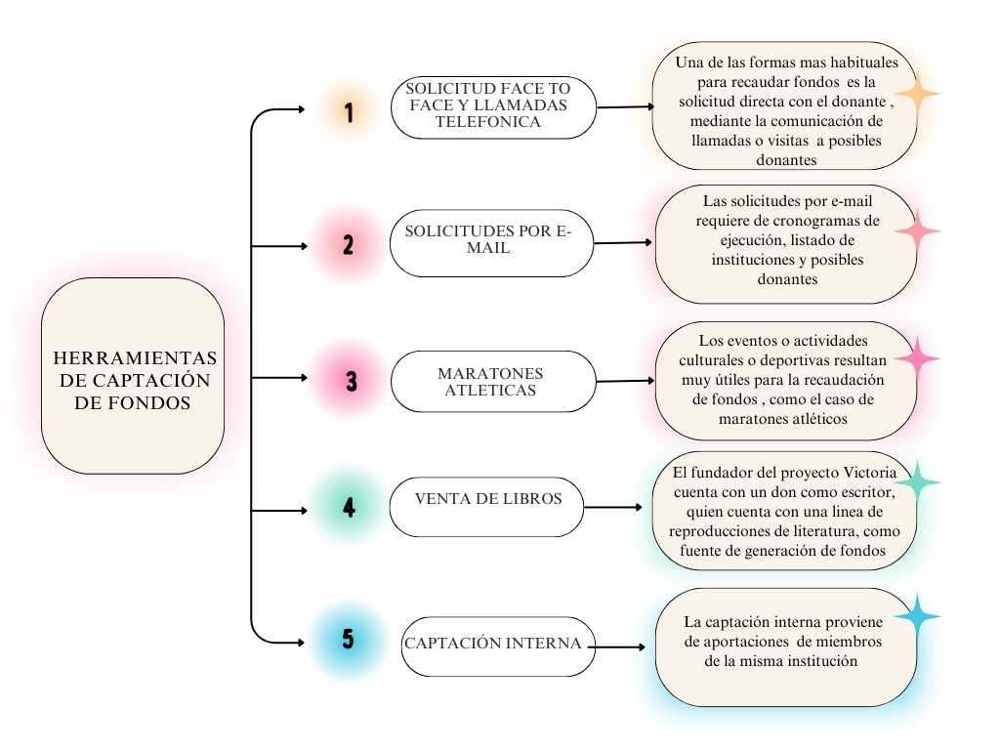 HERRAMIENTAS
DE CAPTACIÓN
DE FONDOS
1
SOLICITUD FACE TO
FACE Y LLAMADAS
TELEFONICA
Una de las formas mas habituales
para recaudar fondos es la
solicitud directa con el donante ,
mediante la comunicación de
llamadas o visitas a posibles
donantes
2
SOLICITUDES POR E-
MAIL
Las solicitudes por e-mail
requiere de cronogramas de
ejecución, listado de
instituciones y posibles
donantes
3
MARATONES
ATLETICAS
Los eventos o actividades
culturales o deportivas resultan
muy útiles para la recaudación
de fondos , como el caso de
maratones atléticos
4
VENTA DE LIBROS
El fundador del proyecto Victoria
cuenta con un don como escritor,
quien cuenta con una linea de
reproducciones de literatura, como
fuente de generación de fondos
5
CAPTACIÓN INTERNA
La captación interna proviene
de aportaciones de miembros
de la misma institución